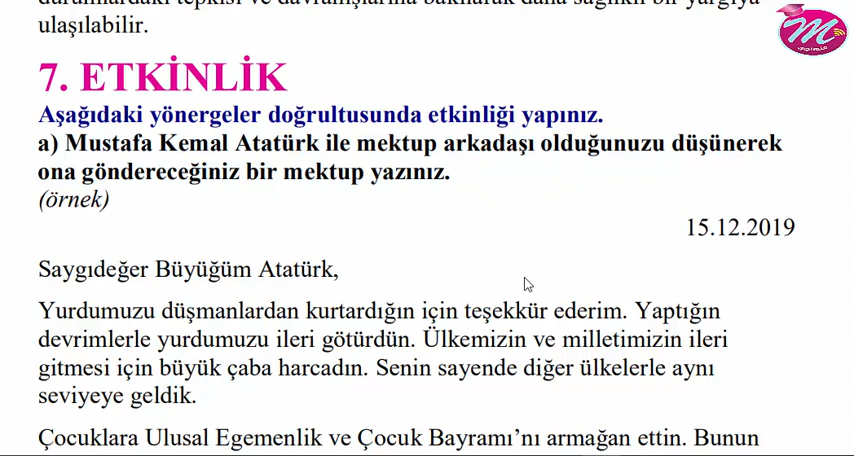 ulaşılabilir.
7. ETKİNLİK
Aşağıdaki yönergeler doğrultusunda etkinliği yapınız.
a) Mustafa Kemal Atatürk ile mektup arkadaşı olduğunuzu düşünerek
ona göndereceğiniz bir mektup yazınız.
(örnek)
15.12.2019
Saygıdeğer Büyüğüm Atatürk,
Yurdumuzu düşmanlardan kurtardığın için teşekkür ederim. Yaptığın
devrimlerle yurdumuzu ileri götürdün. Ülkemizin ve milletimizin ileri
gitmesi için büyük çaba harcadın. Senin sayende diğer ülkelerle aynı
seviyeye geldik.
Çocuklara Ulusal Egemenlik ve Çocuk Bayramı’nı armağan ettin. Bunun